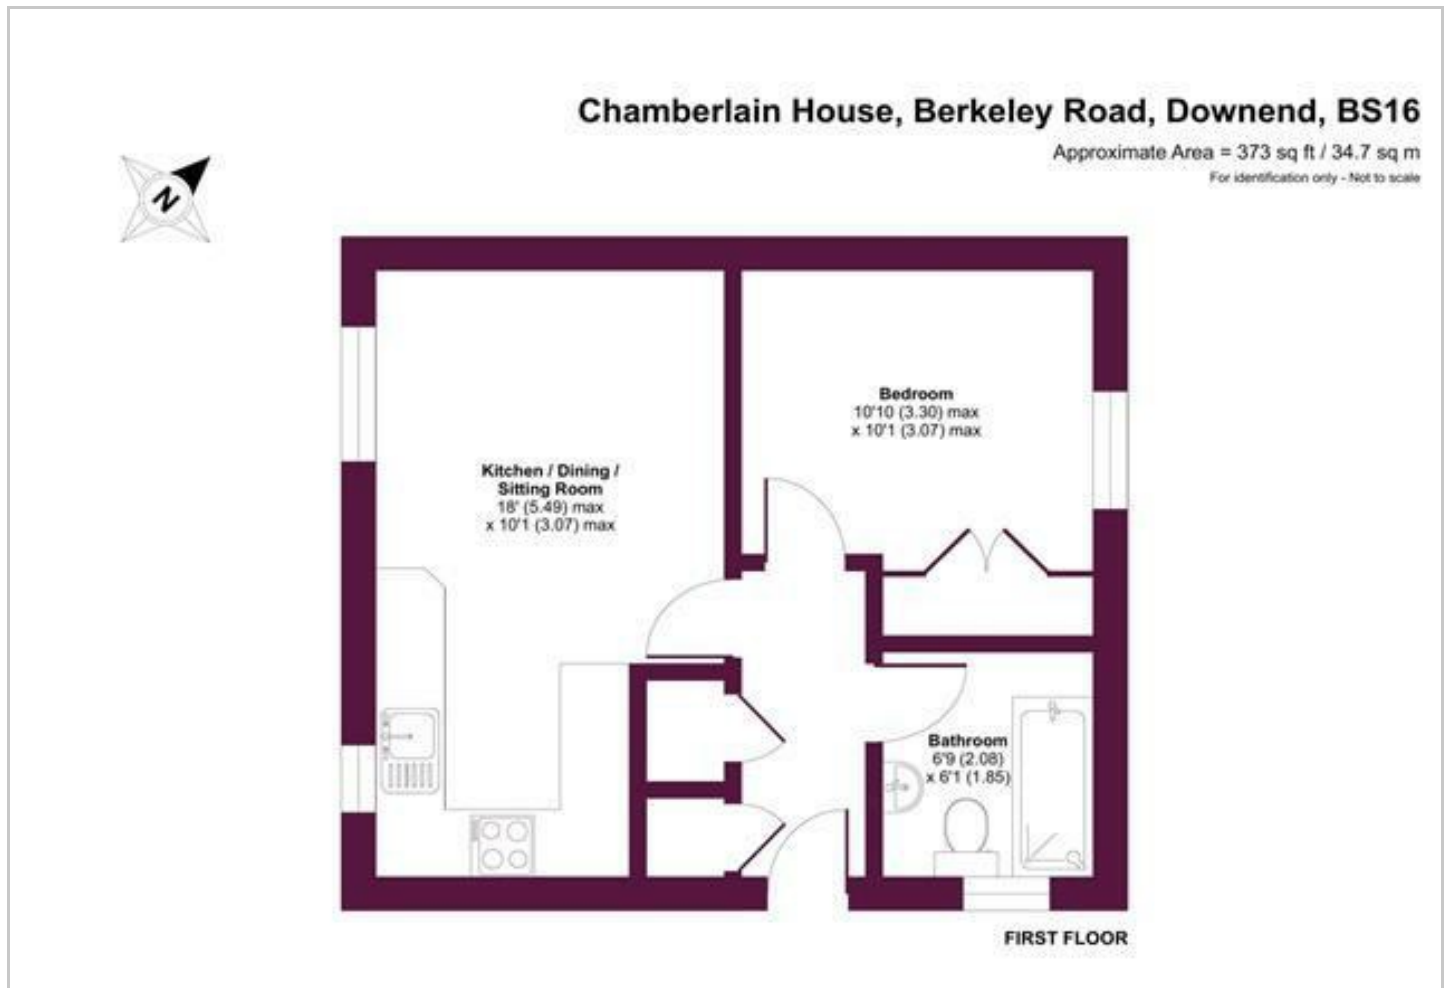 Chamberlain House, Berkeley Road, Downend, BS16
Approximate Area = 373 sq ft / 34.7 sq m
For identification only - Not to scale
N
Bedroom
10'10 (3.30) max
x 10'1 (3.07) max
Kitchen / Dining /
Sitting Room
18' (5.49) max
x 10'1 (3.07) max
Bathroom
6'9 (2.08)
x 6'1 (1.85)
FIRST FLOOR